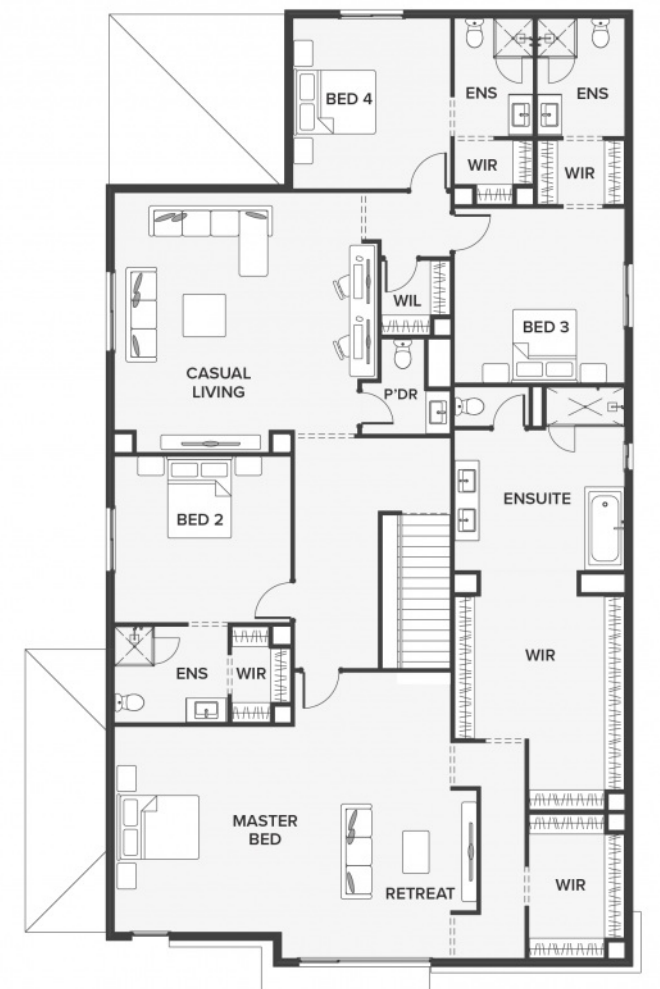 BED 4
ENS
ENS
WIR
WIR
WIL
BED 3
CASUAL
LIVING
P'DR
ENSUITE
BED 2
ENS
WIR
WIR
MASTER
BED
RETREAT
WIR